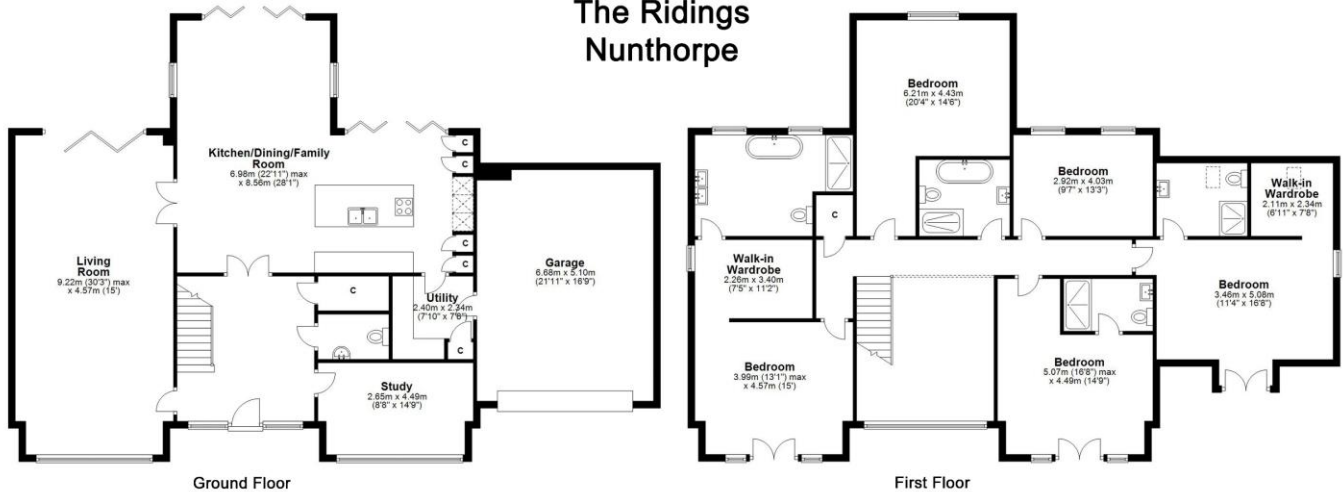 The Ridings
Nunthorpe
Kitchen/Dining/Family
Room
6.98m (22'11") max
x 8.56m (28'1")
C
C
C
C
Living
Room
9.22m (30'3") max
x 4.57m (15')
C
Utility
2.40m x 2.34m
(7'10" x 7'8")
C
Garage
6.68m x 5.10m
(21'11" x 16'9")
Study
2.65m x 4.49m
(8'8" x 14'9")
Ground Floor
Bedroom
6.21m x 4.43m
(20'4" x 14'6")
Bedroom
2.92m x 4.03m
(9'7" x 13'3")
Walk-in
Wardrobe
2.11m x 2.34m
(6'11" x 7'8")
C
Walk-in
Wardrobe
2.26m x 3.40m
(7'5" x 11'2")
Bedroom
3.46m x 5.08m
(11'4" x 16'8")
Bedroom
3.99m (13'1") max
x 4.57m (15')
Bedroom
5.07m (16'8") max
x 4.49m (14'9")
First Floor